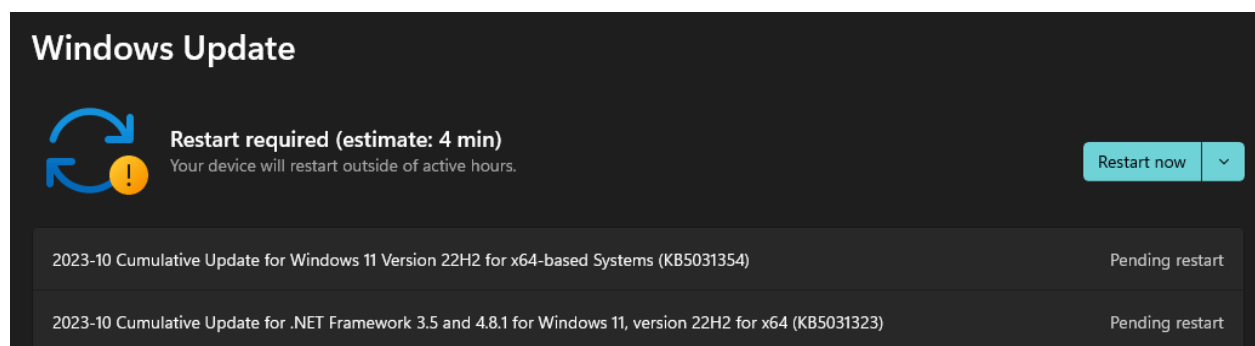 Windows Update
Restart required (estimate: 4 min)
Your device will restart outside of active hours.
Restart now
2023-10 Cumulative Update for Windows 11 Version 22H2 for x64-based Systems (KB5031354)
Pending restart
2023-10 Cumulative Update for .NET Framework 3.5 and 4.8.1 for Windows 11, version 22H2 for x64 (KB5031323)
Pending restart